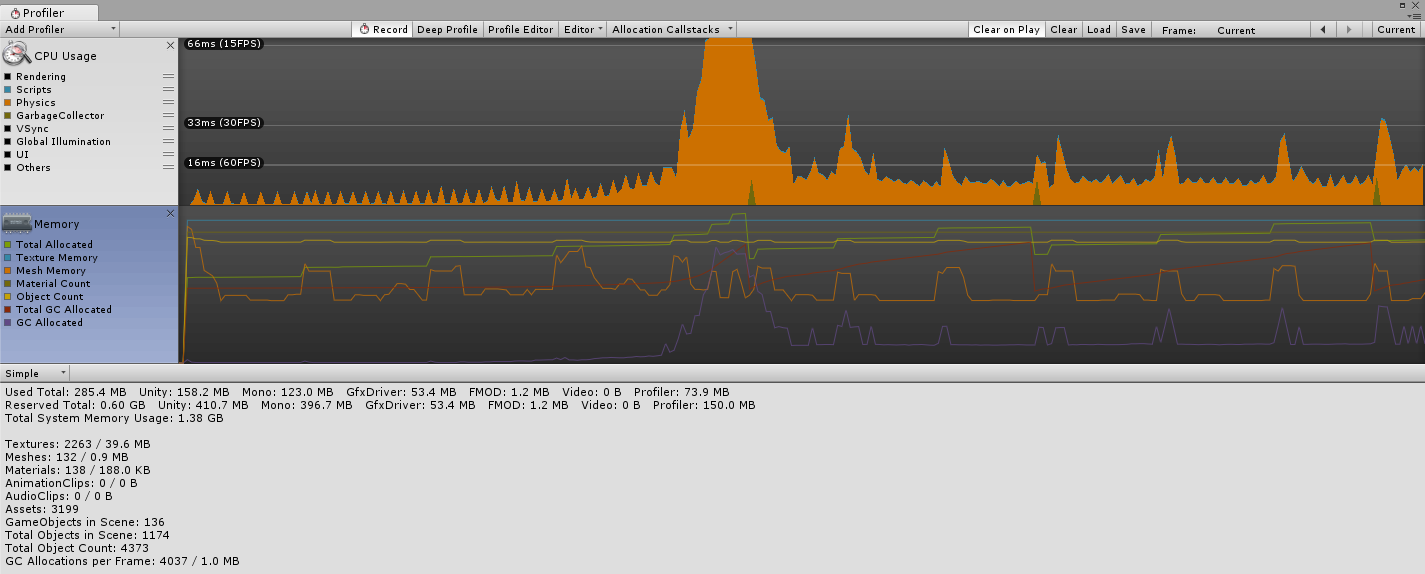 Profiler
Add Profiler Record Deep Profile Profile Editor Editor Allocation Callstacks Clear on Play Clear Load Save Frame: Current Current
CPU Usage
Rendering
Scripts
Physics
GarbageCollector
VSync
Global Illumination
UI
Others
66ms (15FPS)
33ms (30FPS)
16ms (60FPS)
Memory
Total Allocated
Texture Memory
Mesh Memory
Material Count
Object Count
Total GC Allocated
GC Allocated
Simple
Used Total: 285.4 MB Unity: 158.2 MB Mono: 123.0 MB GfxDriver: 53.4 MB FMOD: 1.2 MB Video: 0 B Profiler: 73.9 MB
Reserved Total: 0.60 GB Unity: 410.7 MB Mono: 396.7 MB GfxDriver: 53.4 MB FMOD: 1.2 MB Video: 0 B Profiler: 150.0 MB
Total System Memory Usage: 1.38 GB
Textures: 2263 / 39.6 MB
Meshes: 132 / 0.9 MB
Materials: 138 / 188.0 KB
AnimationClips: 0 / 0 B
AudioClips: 0 / 0 B
Assets: 3199
GameObjects in Scene: 136
Total Objects in Scene: 1174
Total Object Count: 4373
GC Allocations per Frame: 4037 / 1.0 MB